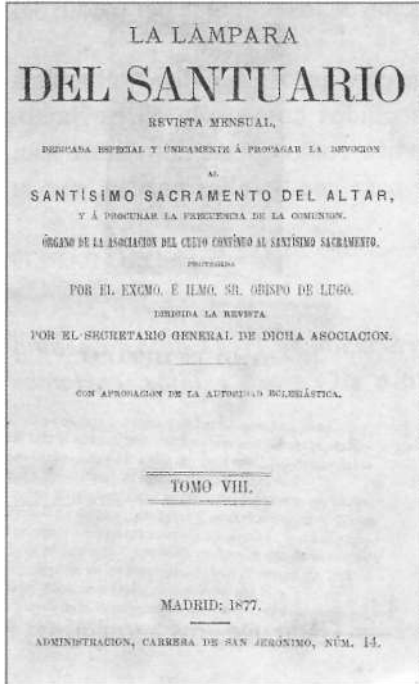 LA LÁMPARA
DEL SANTUARIO
REVISTA MENSUAL,
DEDICADA ESPECIAL Y ÚNICAMENTE Á PROPAGAR LA DEVOCION
AL
SANTÍSIMO SACRAMENTO DEL ALTAR,
Y Á PROCURAR LA FRECUENCIA DE LA COMUNION.
ÓRGANO DE LA ASOCIACION DEL CULTO CONTÍNUO AL SANTÍSIMO SACRAMENTO,
PROTEGIDA
POR EL EXCMO. É ILMO. SR. OBISPO DE LUGO.
DIRIGIDA LA REVISTA
POR EL SECRETARIO GENERAL DE DICHA ASOCIACION.
CON APROBACION DE LA AUTORIDAD ECLESIÁSTICA.
TOMO VIII.
MADRID: 1877.
ADMINISTRACION, CARRERA DE SAN JERÓNIMO, NÚM. 14.